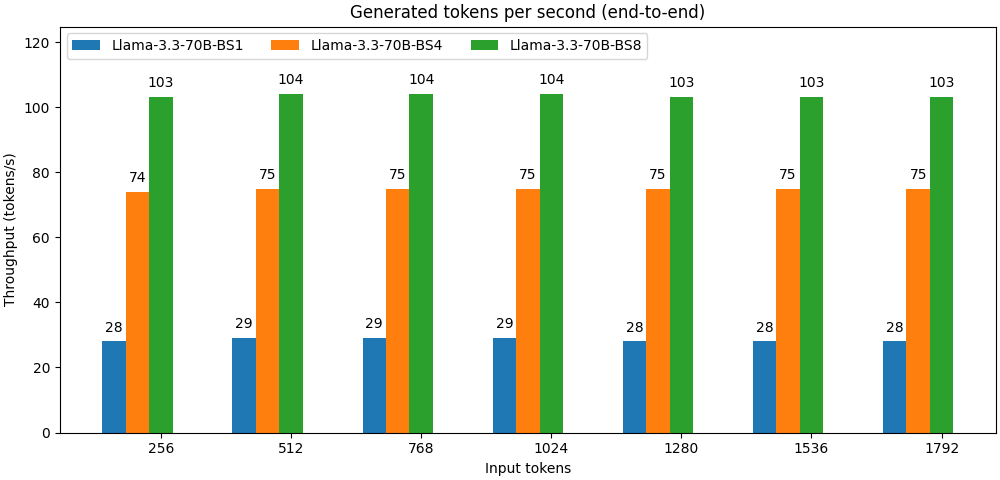 Generated tokens per second (end-to-end)
Llama-3.3-70B-BS1 Llama-3.3-70B-BS4 Llama-3.3-70B-BS8
Throughput (tokens/s)
120
100
80
60
40
20
0
28 74 103
29 75 104
29 75 104
29 75 104
28 75 103
28 75 103
28 75 103
256 512 768 1024 1280 1536 1792
Input tokens